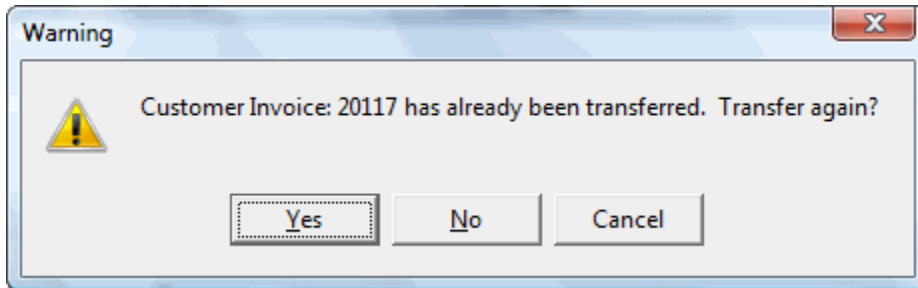 Warning
Customer Invoice: 20117 has already been transferred.  Transfer again?
Yes
No
Cancel